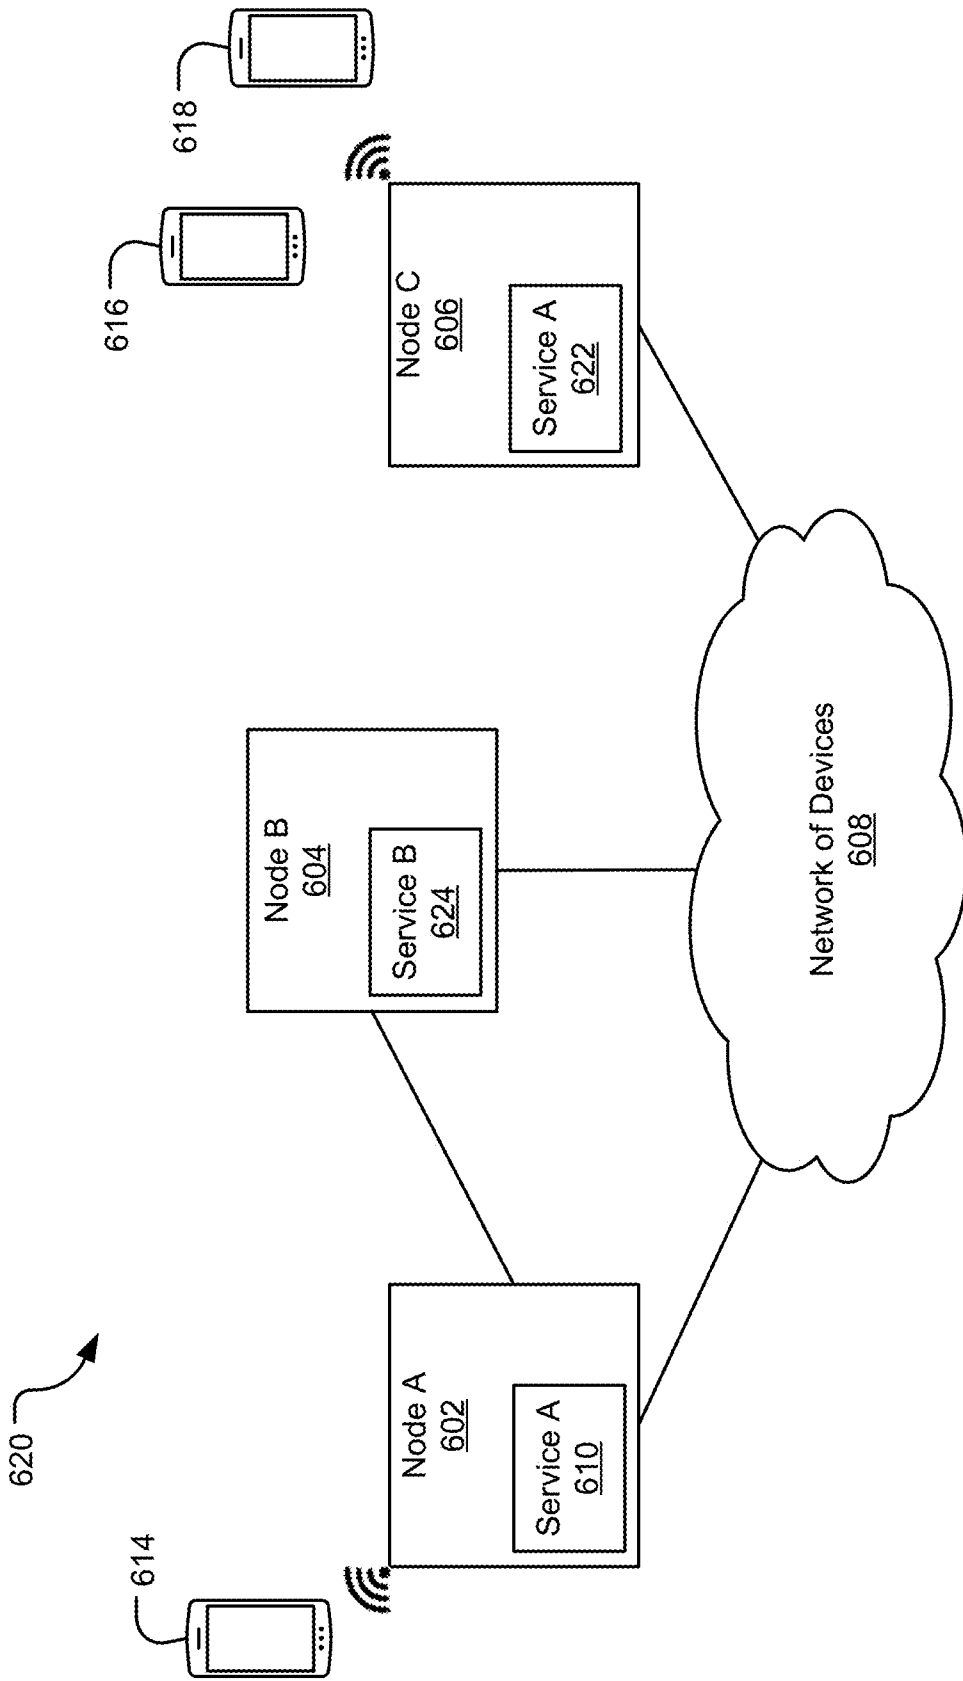 620
614
616
618
Node A
602
Service A
610
Node B
604
Service B
624
Node C
606
Service A
622
Network of Devices
608